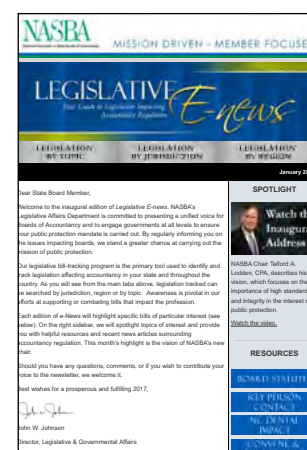 NASBA
MISSION DRIVEN - MEMBER FOCUSE
LEGISLATIVE
Your Guide to Legislation Impacting
Accountancy Regulation
E-news
LEGISLATION
BY TOPIC
LEGISLATION
BY JURISDICTION
LEGISLATION
BY REGION
January 20
Dear State Board Member,
Welcome to the inaugural edition of Legislative E-news. NASBA's
Legislative Affairs Department is committed to presenting a unified voice for
Boards of Accountancy and to engage governments at all levels to ensure
our public protection mandate is carried out. By regularly informing you on
the issues impacting boards, we stand a greater chance at carrying out the
mission of public protection.
Our legislative bill-tracking program is the primary tool used to identify and
track legislation affecting accountancy in your state and throughout the
country. As you will see from the main tabs above, legislation tracked can
be searched by jurisdiction, region or by topic. Awareness is pivotal in our
efforts at supporting or combating bills that impact the profession.
Each edition of e-News will highlight specific bills of particular interest (see
below). On the right sidebar, we will spotlight topics of interest and provide
you with helpful resources and recent news articles surrounding
accountancy regulation. This month's highlight is the vision of NASBA's new
chair.
Should you have any questions, comments, or if you wish to contribute your
voice to the newsletter, we welcome it.
Best wishes for a prosperous and fulfilling 2017,
John W. Johnson
Director, Legislative & Governmental Affairs
SPOTLIGHT
Watch th
Inaugura
Address
NASBA Chair Telford A.
Lodden, CPA, describes his
vision, which focuses on the
importance of high standard
and integrity in the interest o
public protection.
Watch the video.
RESOURCES
BOARD STATUTE
KEY PERSON
CONTACT
NC DENTAL
IMPACT
CONVENE &